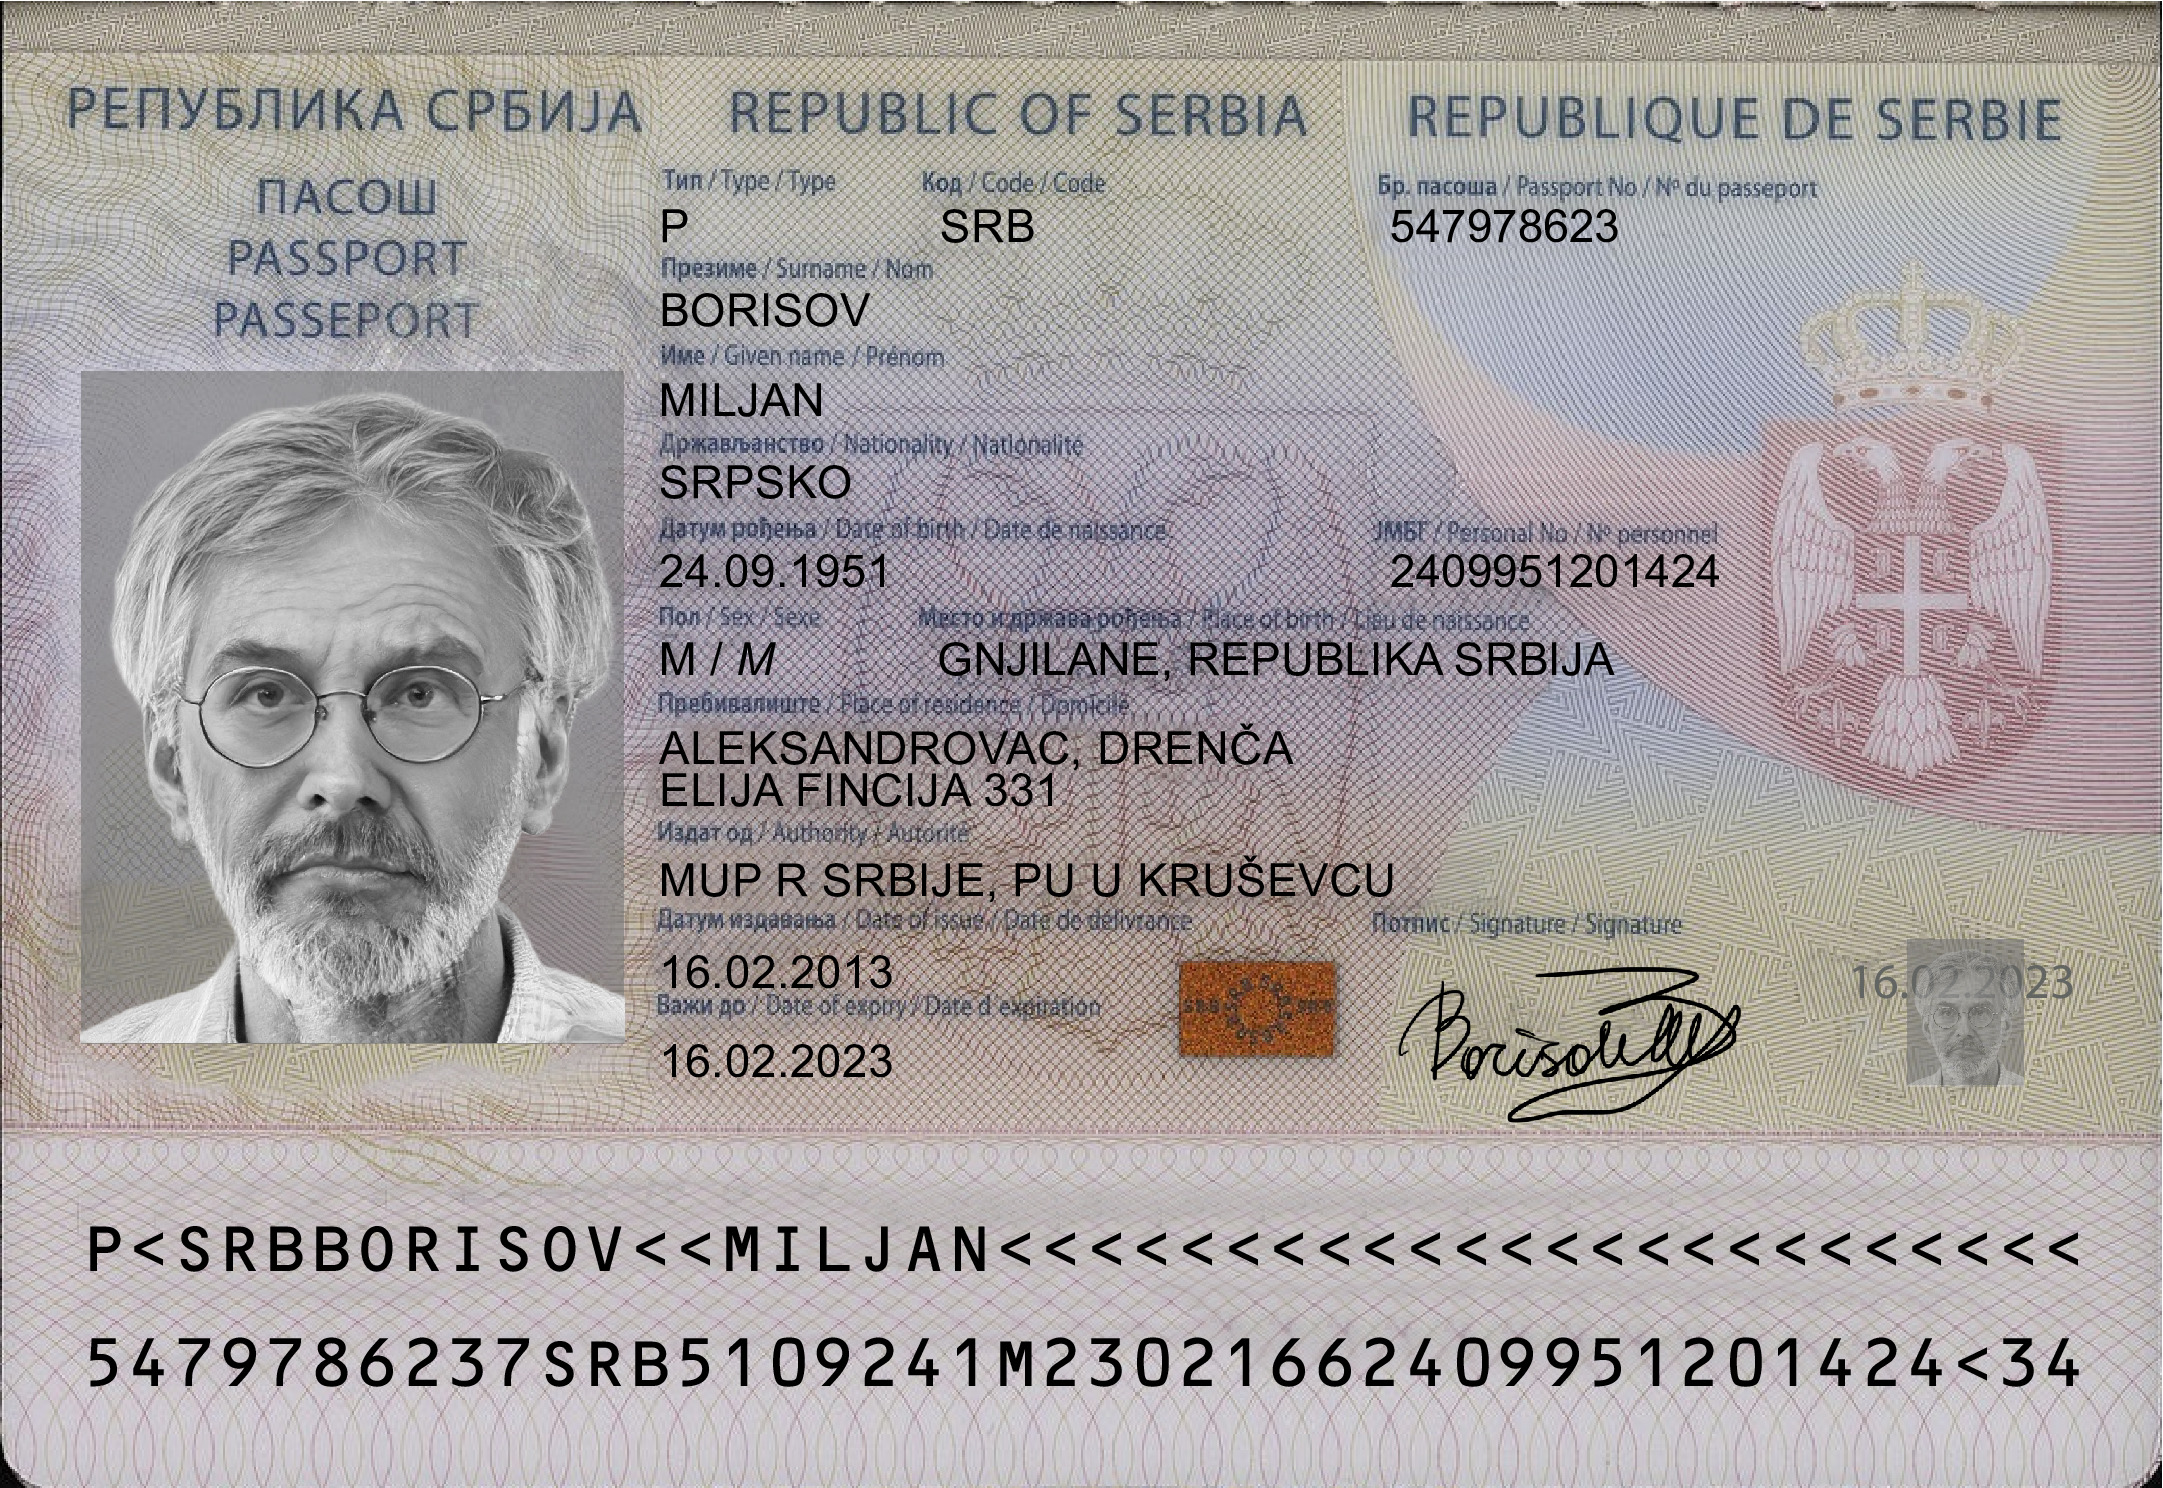 РЕПУБЛИКА СРБИЈА REPUBLIC OF SERBIA REPUBLIQUE DE SERBIE
ПАСОШ
PASSPORT
PASSEPORT
Тип / Type / Type Код / Code / Code Бр. пасоша / Passport No / Nº du passeport
P SRB 547978623
Презиме / Surname / Nom
BORISOV
Име / Given name / Prénom
MILJAN
Држављанство / Nationality / Nationalité
SRPSKO
Датум рођења / Date of birth / Date de naissance ЈМБГ / Personal No / Nº personnel
24.09.1951 2409951201424
Пол / Sex / Sexe Место и држава рођења / Place of birth / Lieu de naissance
M / M GNJILANE, REPUBLIKA SRBIJA
Пребивалиште / Place of residence / Domicile
ALEKSANDROVAC, DRENČA
ELIJA FINCIJA 331
Издат од / Authority / Autorité
MUP R SRBIJE, PU U KRUŠEVCU
Датум издавања / Date of issue / Date de délivrance Потпис / Signature / Signature
16.02.2013
Важи до / Date of expiry / Date d expiration
16.02.2023
Borisov
16.02.2023
P<SRBBORISOV<<MILJAN<<<<<<<<<<<<<<<<<<<<<<<<
5479786237SRB5109241M23021662409951201424<34